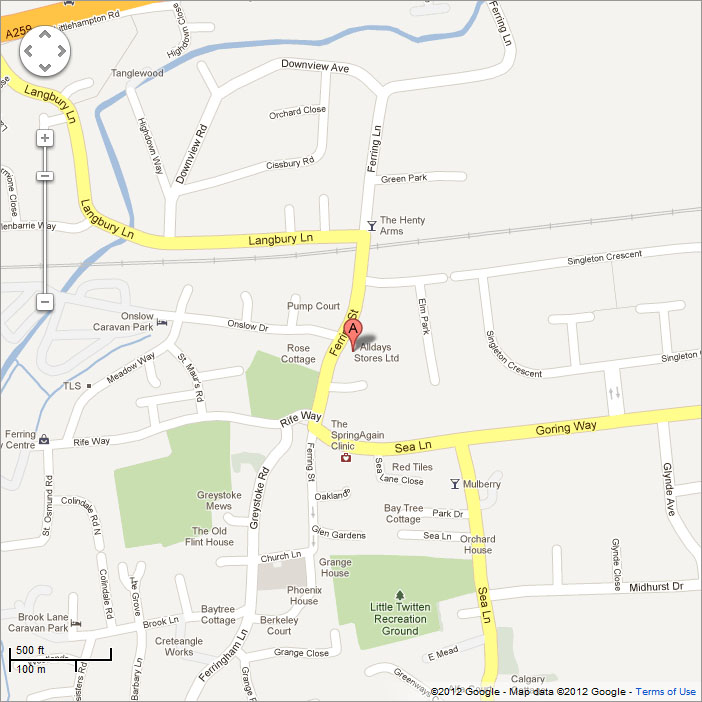 A259
Littlehampton Rd
Highdown Close
Ferring Ln
Tanglewood
Downview Ave
Langbury Ln
Orchard Close
Highdown Way
Downview Rd
Ferring Ln
Cissbury Rd
Green Park
Close
Langbury Ln
The Henty
Arms
Langbury Ln
Singleton Crescent
Pump Court
Elm Park
Onslow
Caravan Park
Onslow Dr
Ferring St
A
Singleton
Crescent
Rose
Cottage
Alldays
Stores Ltd
Singleton
Meadow Way
St. Maur's Rd
TLS
Rife Way
The
SpringAgain
Clinic
Goring Way
Ferring
Centre
Rife Way
Ferring St
Sea Ln
Red Tiles
Sea Lane Close
Glynde Ave
Mulberry
Greystoke Rd
Greystoke
Mews
Oaklands
St. Osmund Rd
Colindale Rd N
Bay Tree
Cottage
Park Dr
The Old
Flint House
Glen Gardens
Sea Ln
Orchard
House
Church Ln
Grange
House
Glynde Close
Colindale Rd
Grove
Phoenix
House
Midhurst Dr
Little Twitten
Recreation
Ground
Sea Ln
Brook Lane
Caravan Park
Brook Ln
Baytree
Cottage
Berkeley
Court
Creteangle
Works
Ferringham Ln
Barbary Ln
500 ft
100 m
Grange Close
E Mead
Greenways
Calgary
Cottage
©2012 Google - Map data ©2012 Google - Terms of Use